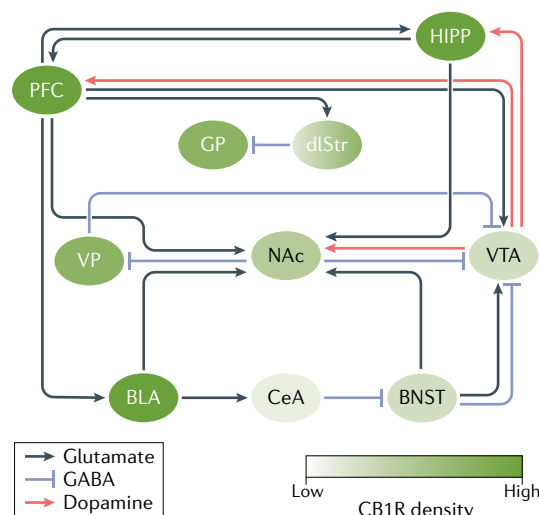 HIPP
PFC
GP
dlStr
VP
NAc
VTA
BLA
CeA
BNST
Glutamate
GABA
Dopamine
Low
High
CB1R density